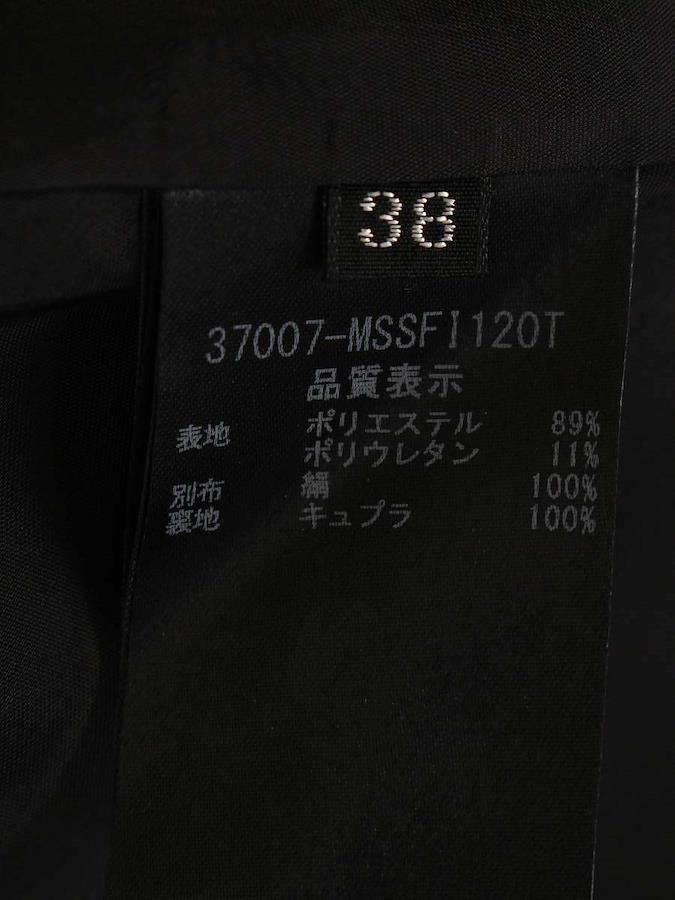 38
37007-MSSFI120T
品質表示
表地 ポリエステル 89%
ポリウレタン 11%
別布 絹 100%
裏地 キュプラ 100%